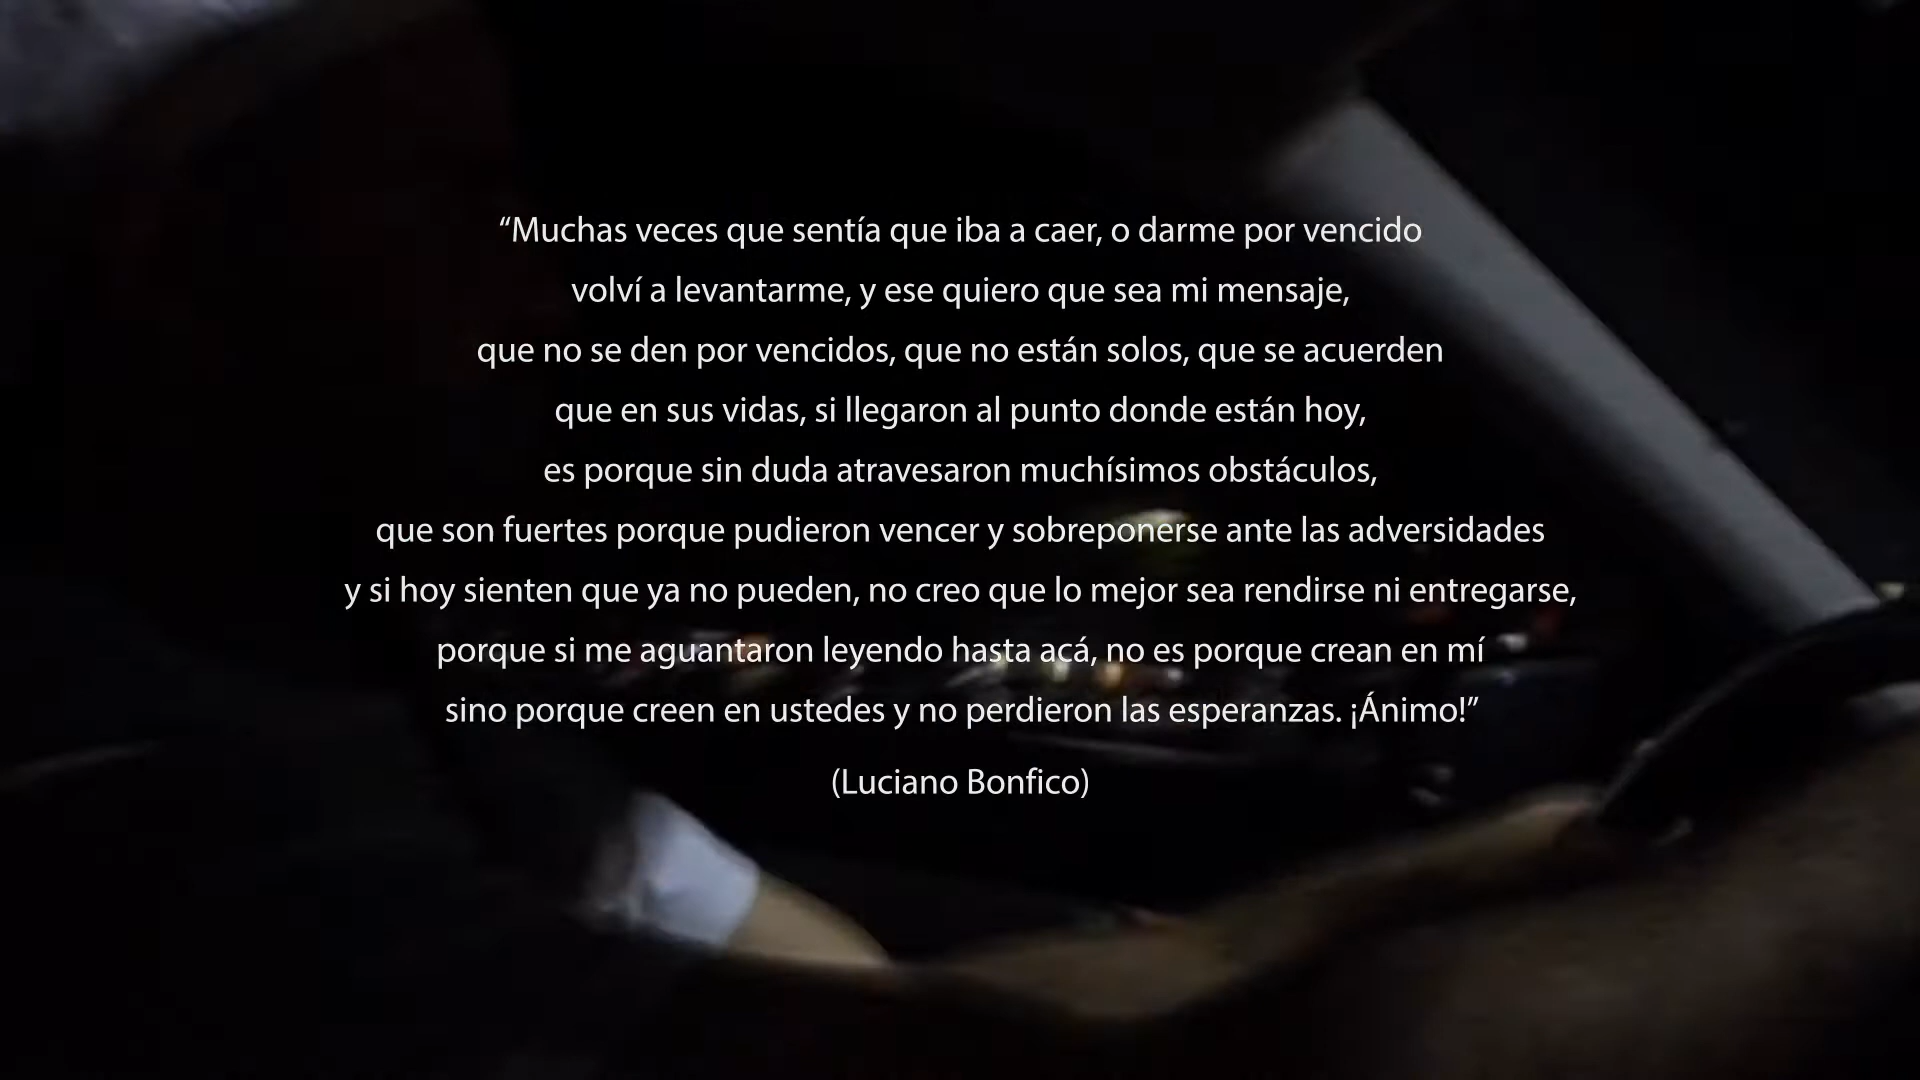 “Muchas veces que sentía que iba a caer, o darme por vencido
volví a levantarme, y ese quiero que sea mi mensaje,
que no se den por vencidos, que no están solos, que se acuerden
que en sus vidas, si llegaron al punto donde están hoy,
es porque sin duda atravesaron muchísimos obstáculos,
que son fuertes porque pudieron vencer y sobreponerse ante las adversidades
y si hoy sienten que ya no pueden, no creo que lo mejor sea rendirse ni entregarse,
porque si me aguantaron leyendo hasta acá, no es porque crean en mí
sino porque creen en ustedes y no perdieron las esperanzas. ¡Ánimo!”
(Luciano Bonfico)